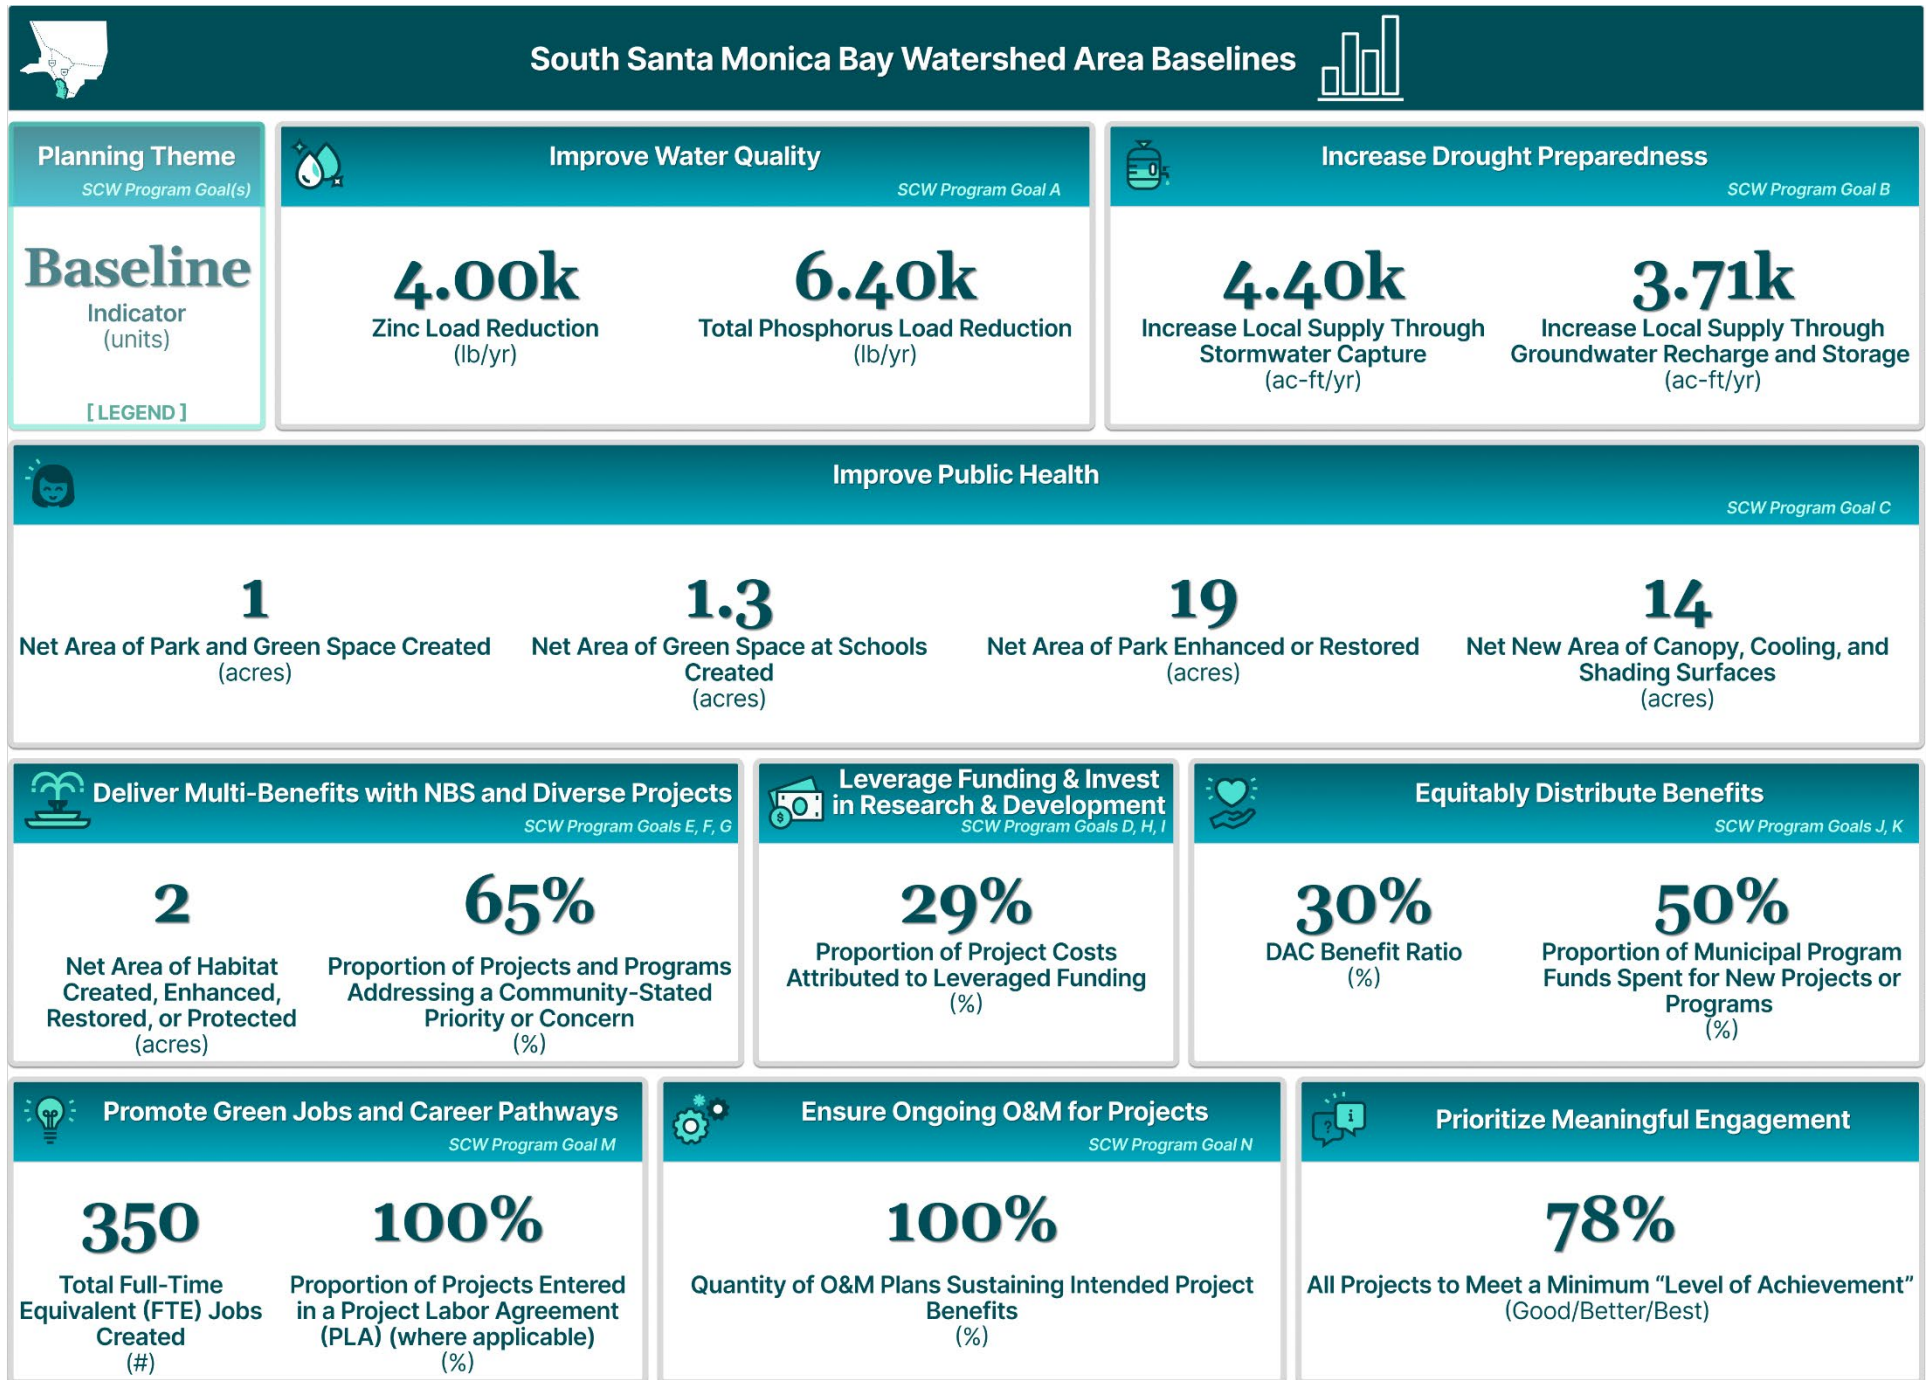 South Santa Monica Bay Watershed Area Baselines
Planning Theme
SCW Program Goal(s)
Baseline
Indicator
(units)
[ LEGEND ]
Improve Water Quality
SCW Program Goal A
4.00k
Zinc Load Reduction
(lb/yr)
6.40k
Total Phosphorus Load Reduction
(lb/yr)
Increase Drought Preparedness
SCW Program Goal B
4.40k
Increase Local Supply Through
Stormwater Capture
(ac-ft/yr)
3.71k
Increase Local Supply Through
Groundwater Recharge and Storage
(ac-ft/yr)
Improve Public Health
SCW Program Goal C
1
Net Area of Park and Green Space Created
(acres)
1.3
Net Area of Green Space at Schools
Created
(acres)
19
Net Area of Park Enhanced or Restored
(acres)
14
Net New Area of Canopy, Cooling, and
Shading Surfaces
(acres)
Deliver Multi-Benefits with NBS and Diverse Projects
SCW Program Goals E, F, G
2
Net Area of Habitat
Created, Enhanced,
Restored, or Protected
(acres)
65%
Proportion of Projects and Programs
Addressing a Community-Stated
Priority or Concern
(%)
Leverage Funding & Invest
in Research & Development
SCW Program Goals D, H, I
29%
Proportion of Project Costs
Attributed to Leveraged Funding
(%)
Equitably Distribute Benefits
SCW Program Goals J, K
30%
DAC Benefit Ratio
(%)
50%
Proportion of Municipal Program
Funds Spent for New Projects or
Programs
(%)
Promote Green Jobs and Career Pathways
SCW Program Goal M
350
Total Full-Time
Equivalent (FTE) Jobs
Created
(#)
100%
Proportion of Projects Entered
in a Project Labor Agreement
(PLA) (where applicable)
(%)
Ensure Ongoing O&M for Projects
SCW Program Goal N
100%
Quantity of O&M Plans Sustaining Intended Project
Benefits
(%)
Prioritize Meaningful Engagement
78%
All Projects to Meet a Minimum “Level of Achievement”
(Good/Better/Best)